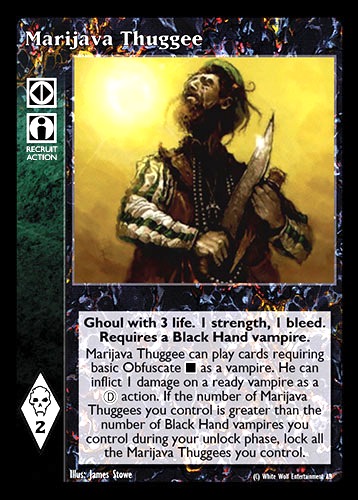 Marijava Thuggee
RECRUIT
ACTION
Ghoul with 3 life. 1 strength, 1 bleed.
Requires a Black Hand vampire.
Marijava Thuggee can play cards requiring
basic Obfuscate as a vampire. He can
inflict 1 damage on a ready vampire as a
Ⓓ action. If the number of Marijava
Thuggees you control is greater than the
number of Black Hand vampires you
control during your unlock phase, lock all
the Marijava Thuggees you control.
2
Illus: James Stowe
(C) White Wolf Entertainment AB